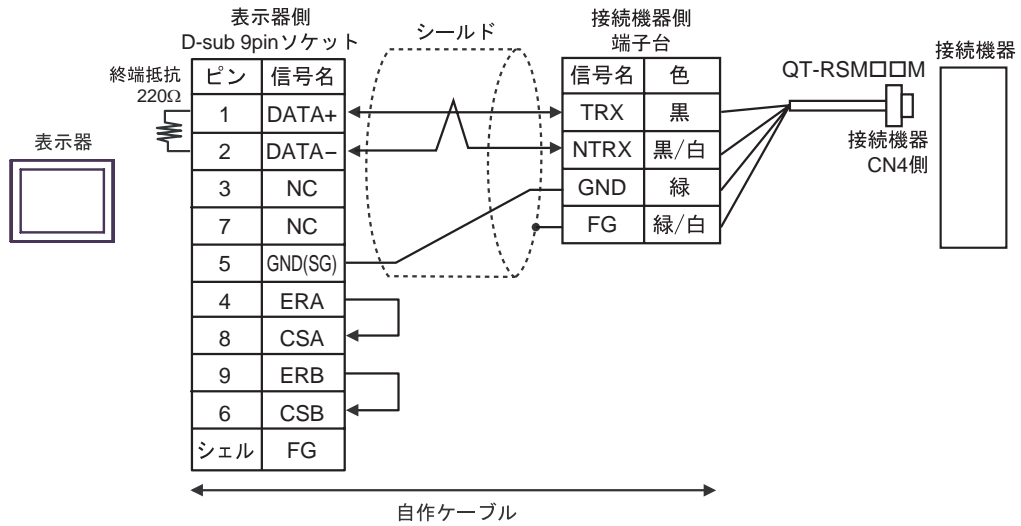 表示器側
D-sub 9pinソケット
シールド
接続機器側
端子台
接続機器
終端抵抗
220Ω
ピン 信号名
1 DATA+
2 DATA−
3 NC
7 NC
5 GND(SG)
4 ERA
8 CSA
9 ERB
6 CSB
シェル FG
信号名 色
TRX 黒
NTRX 黒/白
GND 緑
FG 緑/白
QT-RSM□□M
接続機器
CN4側
表示器
自作ケーブル